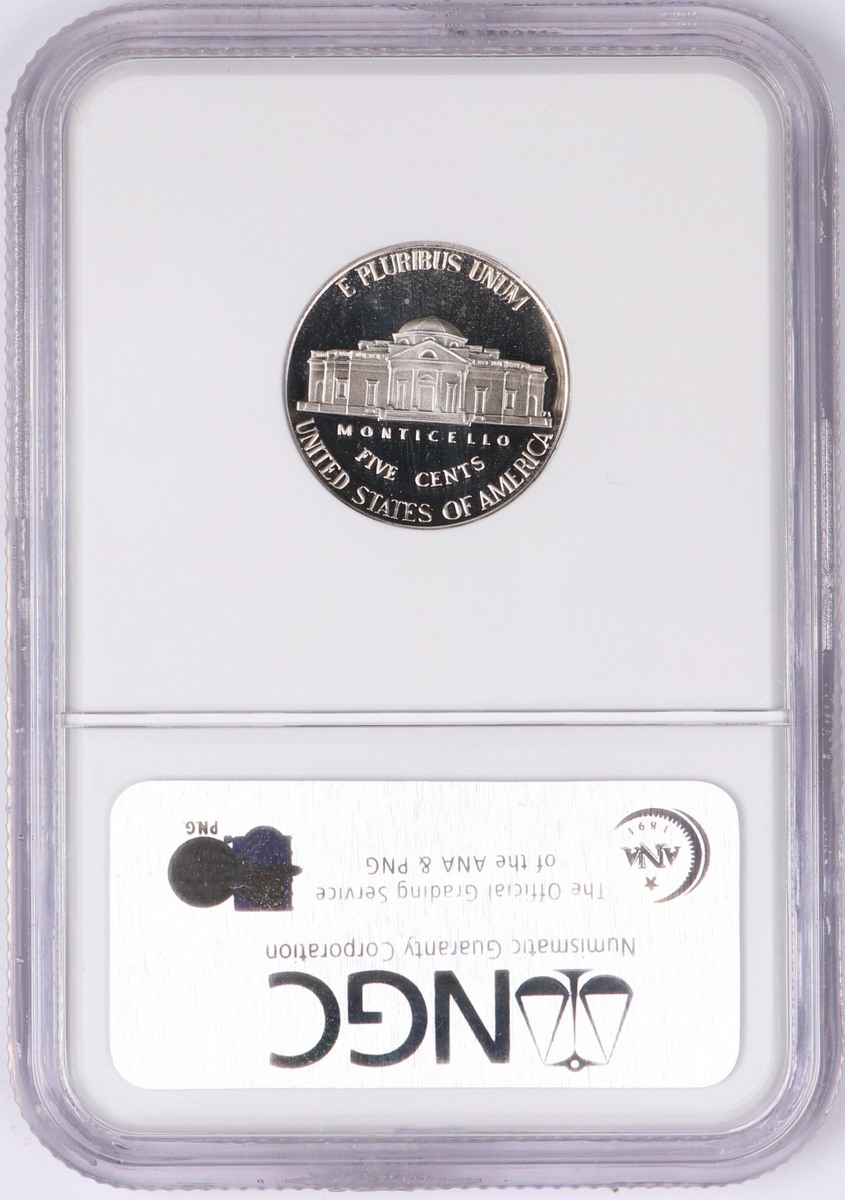 E PLURIBUS UNUM
MONTICELLO
FIVE CENTS
UNITED STATES OF AMERICA
NGC
Numismatic Guaranty Corporation
The Official Grading Service
of the ANA & PNG
ANA
1891
PNG